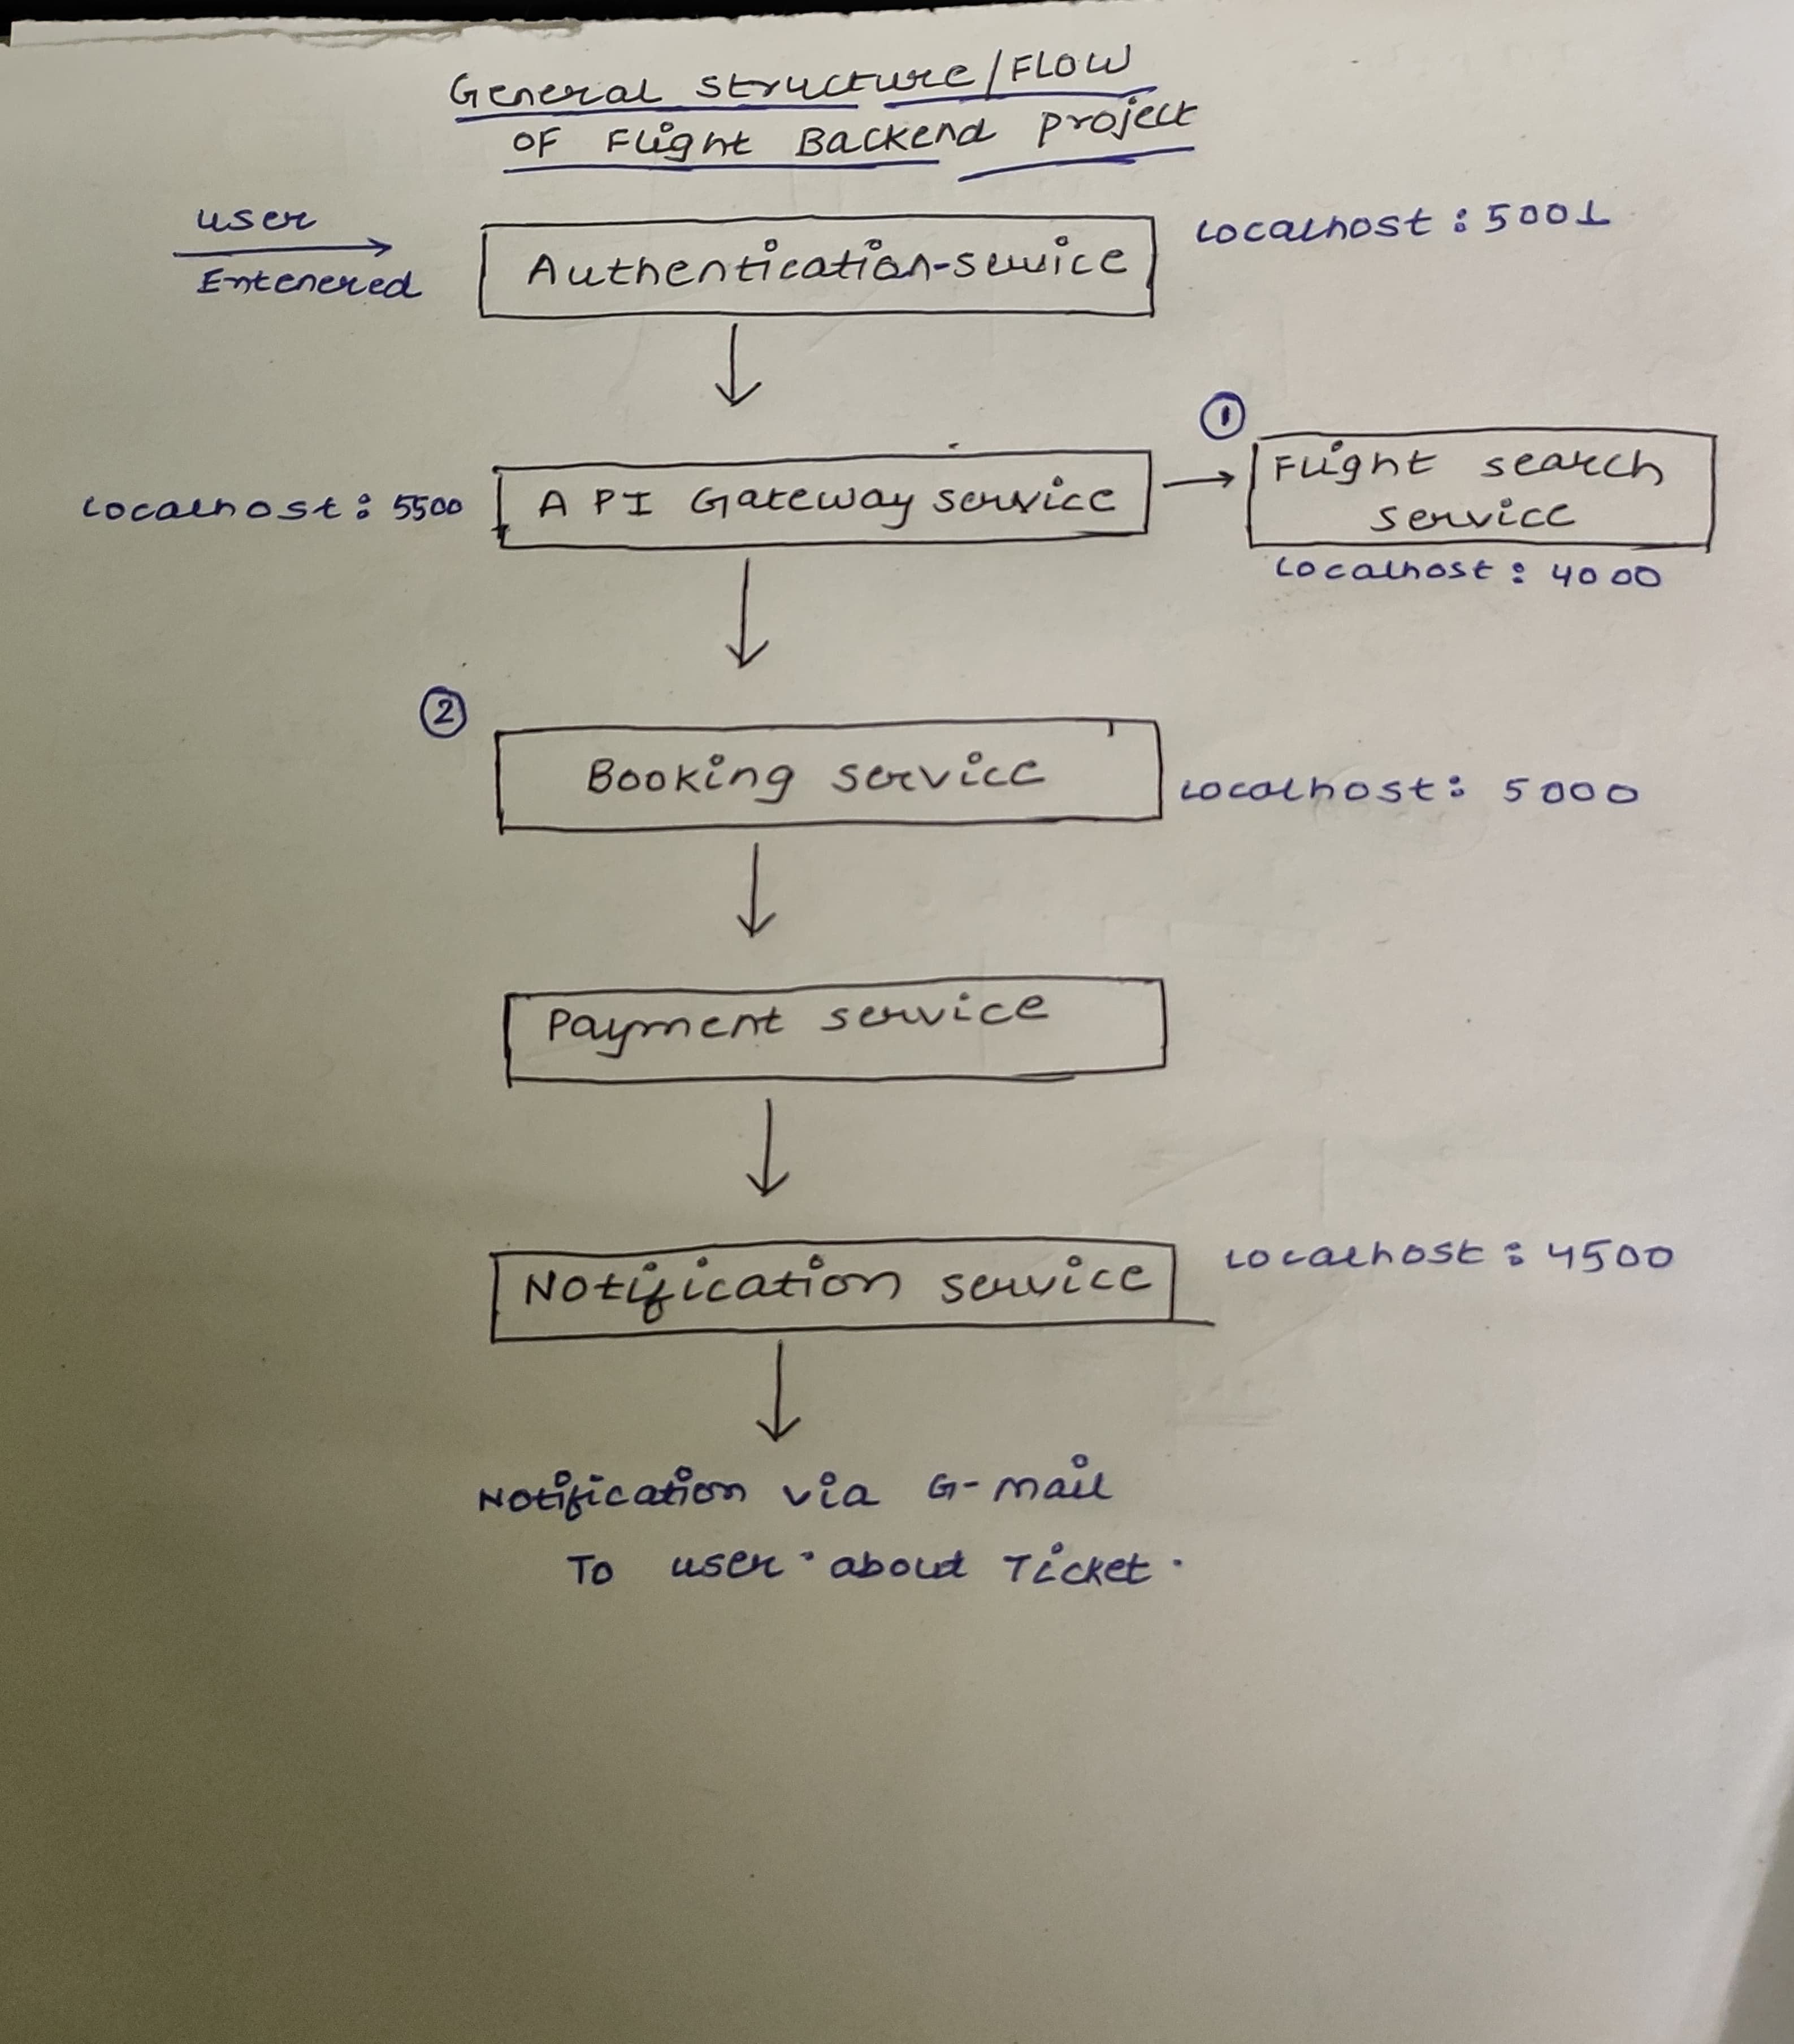 General structure/FLOW
OF Flight Backend project
user
Entenered
Authentication-service
localhost: 5001
API Gateway service
localhost: 5500
①
Flight search
service
localhost: 4000
②
Booking service
localhost: 5000
Payment service
Notification service
localhost: 4500
Notification via G-mail
To user about Ticket.